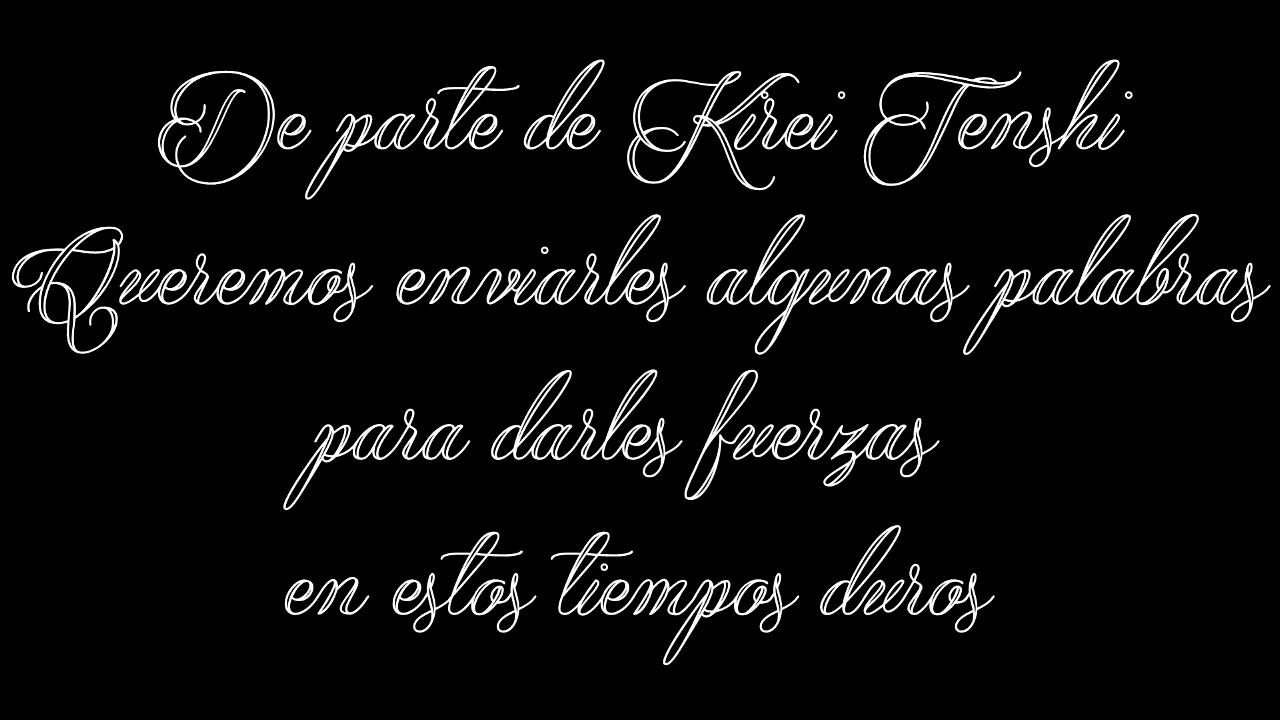 De parte de Kirei Tenshi
Queremos enviarles algunas palabras
para darles fuerzas
en estos tiempos duros